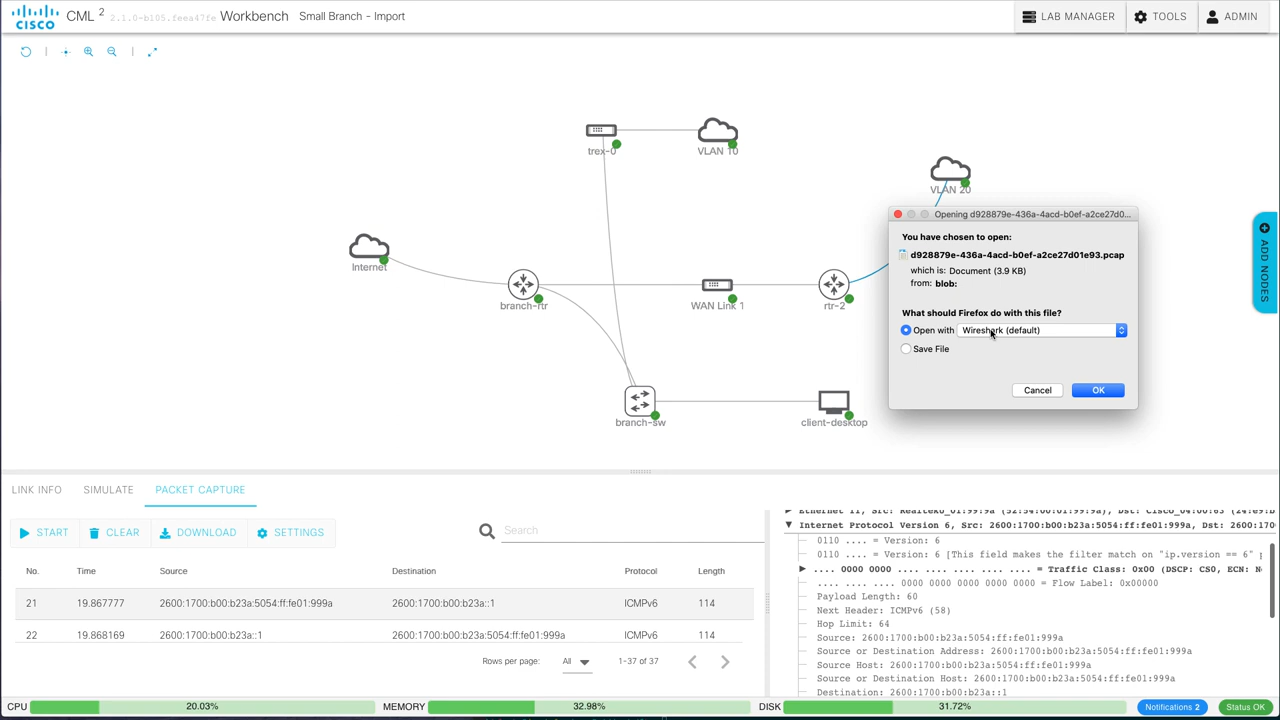 CISCO CML 2 2.1.0-b105.feea47fe Workbench Small Branch - Import LAB MANAGER TOOLS ADMIN
trex-0
VLAN 10
VLAN 20
Internet
branch-rtr
WAN Link 1
rtr-2
branch-sw
client-desktop
ADD NODES
Opening d928879e-436a-4acd-b0ef-a2ce27d0...
You have chosen to open:
d928879e-436a-4acd-b0ef-a2ce27d01e93.pcap
which is: Document (3.9 KB)
from: blob:
What should Firefox do with this file?
Open with Wireshark (default)
Save File
Cancel OK
LINK INFO SIMULATE PACKET CAPTURE
START CLEAR DOWNLOAD SETTINGS Search
No. Time Source Destination Protocol Length
21 19.867777 2600:1700:b00:b23a:5054:ff:fe01:999a 2600:1700:b00:b23a::1 ICMPv6 114
22 19.868169 2600:1700:b00:b23a::1 2600:1700:b00:b23a:5054:ff:fe01:999a ICMPv6 114
Rows per page: All 1-37 of 37
Internet Protocol Version 6, Src: 2600:1700:b00:b23a:5054:ff:fe01:999a, Dst: 2600:170
0110 .... = Version: 6
0110 .... = Version: 6 [This field makes the filter match on "ip.version == 6"
.... 0000 0000 .... .... .... .... .... = Traffic Class: 0x00 (DSCP: CS0, ECN:
.... .... .... 0000 0000 0000 0000 0000 = Flow Label: 0x00000
Payload Length: 60
Next Header: ICMPv6 (58)
Hop Limit: 64
Source: 2600:1700:b00:b23a:5054:ff:fe01:999a
Source or Destination Address: 2600:1700:b00:b23a:5054:ff:fe01:999a
Source Host: 2600:1700:b00:b23a:5054:ff:fe01:999a
Source or Destination Host: 2600:1700:b00:b23a:5054:ff:fe01:999a
Destination: 2600:1700:b00:b23a::1
CPU 20.03% MEMORY 32.98% DISK 31.72% Notifications 2 Status OK